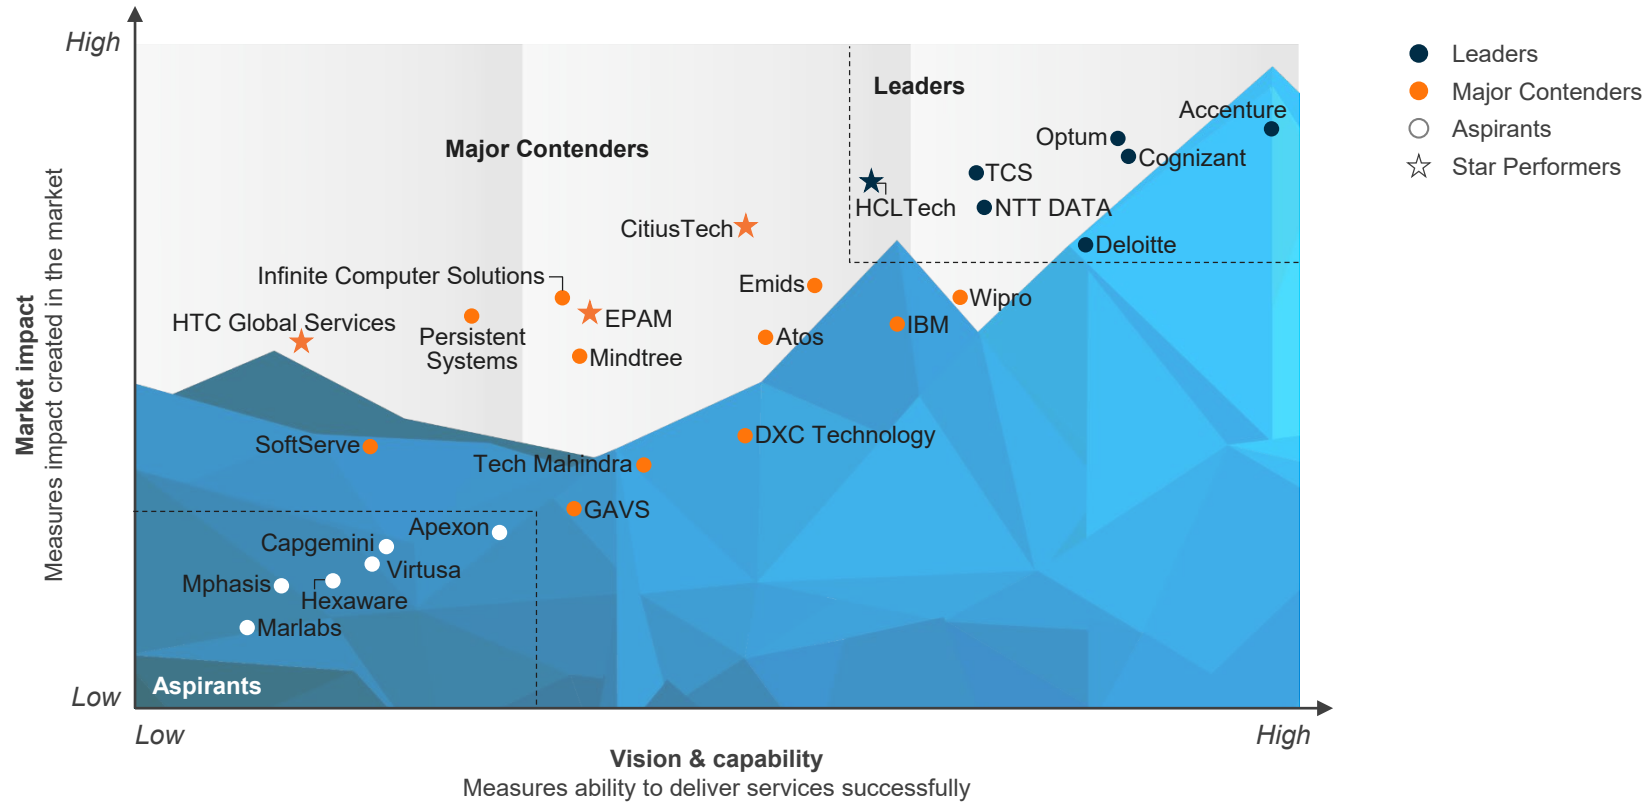 High
Leaders
Major Contenders
Aspirants
Star Performers
Leaders
Accenture
Optum
Cognizant
Major Contenders
TCS
HCLTech
NTT DATA
CitiusTech
Deloitte
Infinite Computer Solutions
Emids
Wipro
HTC Global Services
EPAM
IBM
Persistent
Systems
Atos
Mindtree
SoftServe
DXC Technology
Tech Mahindra
GAVS
Apexon
Capgemini
Virtusa
Mphasis
Hexaware
Marlabs
Aspirants
Market impact
Measures impact created in the market
Low
Low
High
Vision & capability
Measures ability to deliver services successfully